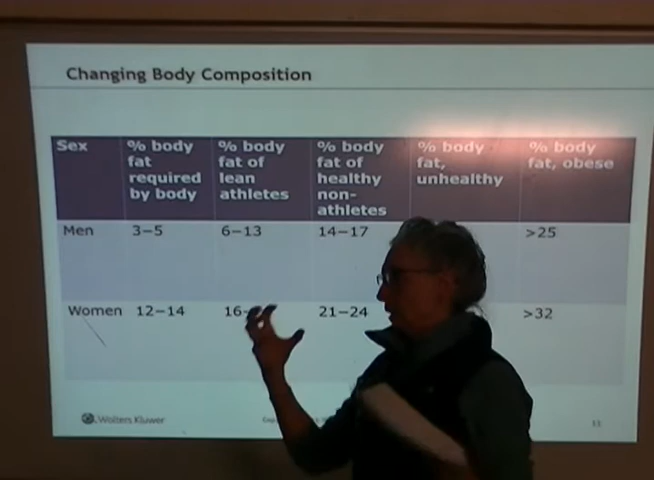 Changing Body Composition
Sex
% body
fat
required
by body
% body
fat of
lean
athletes
% body
fat of
healthy
non-
athletes
% body
fat,
unhealthy
% body
fat, obese
Men 3–5 6–13 14–17 >25
Women 12–14 16– 21–24 >32
Wolters Kluwer
11